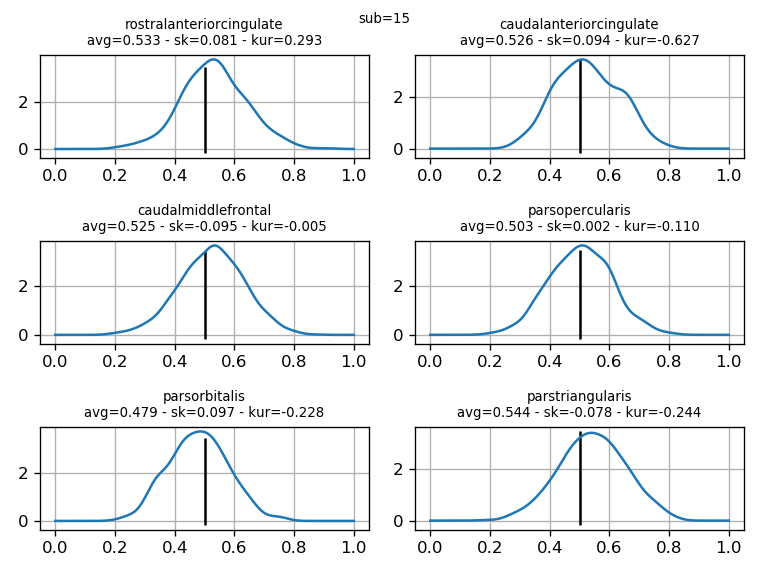 sub=15
rostralanteriorcingulate
avg=0.533 - sk=0.081 - kur=0.293
2
0
0.0 0.2 0.4 0.6 0.8 1.0
caudalanteriorcingulate
avg=0.526 - sk=0.094 - kur=-0.627
2
0
0.0 0.2 0.4 0.6 0.8 1.0
caudalmiddlefrontal
avg=0.525 - sk=-0.095 - kur=-0.005
2
0
0.0 0.2 0.4 0.6 0.8 1.0
parsopercularis
avg=0.503 - sk=0.002 - kur=-0.110
2
0
0.0 0.2 0.4 0.6 0.8 1.0
parsorbitalis
avg=0.479 - sk=0.097 - kur=-0.228
2
0
0.0 0.2 0.4 0.6 0.8 1.0
parstriangularis
avg=0.544 - sk=-0.078 - kur=-0.244
2
0
0.0 0.2 0.4 0.6 0.8 1.0